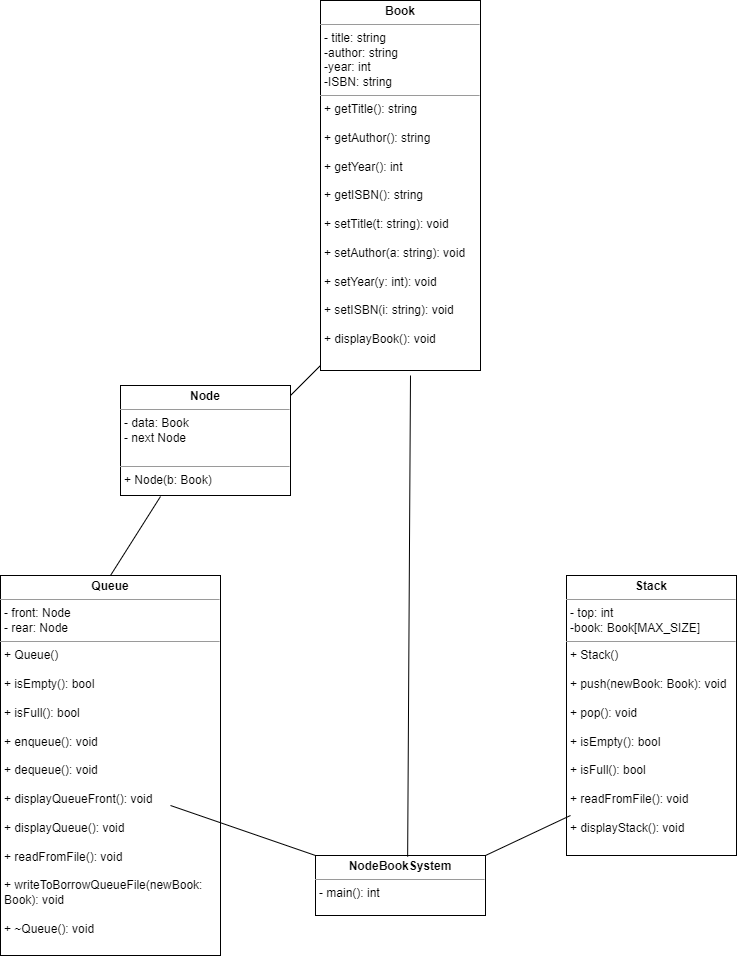 Book
- title: string
-author: string
-year: int
-ISBN: string
+ getTitle(): string
+ getAuthor(): string
+ getYear(): int
+ getISBN(): string
+ setTitle(t: string): void
+ setAuthor(a: string): void
+ setYear(y: int): void
+ setISBN(i: string): void
+ displayBook(): void
Node
- data: Book
- next Node
+ Node(b: Book)
Queue
- front: Node
- rear: Node
+ Queue()
+ isEmpty(): bool
+ isFull(): bool
+ enqueue(): void
+ dequeue(): void
+ displayQueueFront(): void
+ displayQueue(): void
+ readFromFile(): void
+ writeToBorrowQueueFile(newBook:
Book): void
+ ~Queue(): void
Stack
- top: int
-book: Book[MAX_SIZE]
+ Stack()
+ push(newBook: Book): void
+ pop(): void
+ isEmpty(): bool
+ isFull(): bool
+ readFromFile(): void
+ displayStack(): void
NodeBookSystem
- main(): int